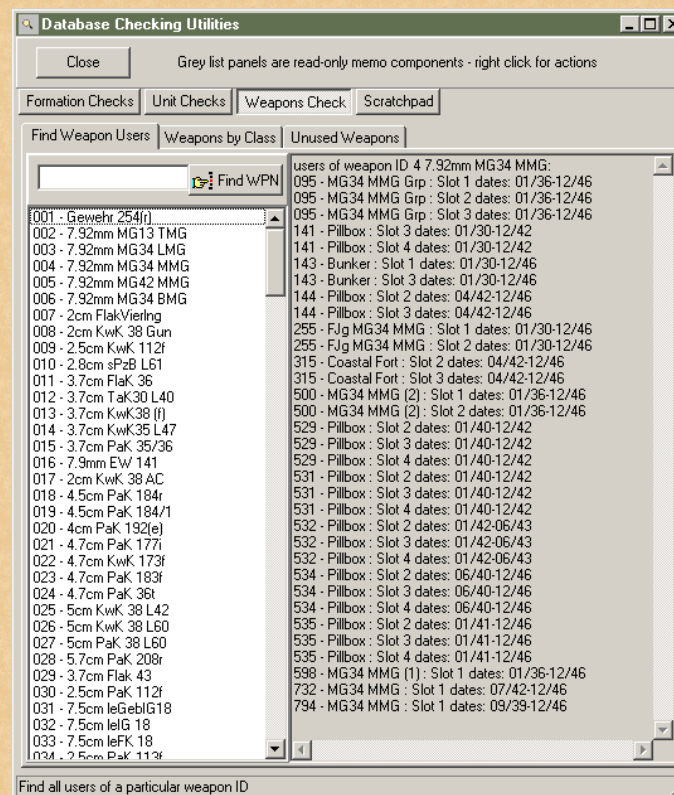 Database Checking Utilities
Close
Grey list panels are read-only memo components - right click for actions
Formation Checks
Unit Checks
Weapons Check
Scratchpad
Find Weapon Users
Weapons by Class
Unused Weapons
Find WPN
001 - Gewehr 254(r)
002 - 7.92mm MG13 TMG
003 - 7.92mm MG34 LMG
004 - 7.92mm MG34 MMG
005 - 7.92mm MG42 MMG
006 - 7.92mm MG34 BMG
007 - 2cm FlakVierlng
008 - 2cm KwK 38 Gun
009 - 2.5cm KwK 112f
010 - 2.8cm sPzB L61
011 - 3.7cm FlaK 36
012 - 3.7cm TaK30 L40
013 - 3.7cm KwK38 (f)
014 - 3.7cm KwK35 L47
015 - 3.7cm PaK 35/36
016 - 7.9mm EW 141
017 - 2cm KwK 38 AC
018 - 4.5cm PaK 184r
019 - 4.5cm PaK 184/1
020 - 4cm PaK 192(e)
021 - 4.7cm PaK 177i
022 - 4.7cm KwK 173f
023 - 4.7cm PaK 183f
024 - 4.7cm PaK 36t
025 - 5cm KwK 38 L42
026 - 5cm KwK 38 L60
027 - 5cm PaK 38 L60
028 - 5.7cm PaK 208r
029 - 3.7cm Flak 43
030 - 2.5cm PaK 112f
031 - 7.5cm leGebIG18
032 - 7.5cm leIG 18
033 - 7.5cm leFK 18
034 - 2.5cm PaK 113f
users of weapon ID 4 7.92mm MG34 MMG:
095 - MG34 MMG Grp : Slot 1 dates: 01/36-12/46
095 - MG34 MMG Grp : Slot 2 dates: 01/36-12/46
095 - MG34 MMG Grp : Slot 3 dates: 01/36-12/46
141 - Pillbox : Slot 3 dates: 01/30-12/42
141 - Pillbox : Slot 4 dates: 01/30-12/42
143 - Bunker : Slot 1 dates: 01/30-12/46
143 - Bunker : Slot 3 dates: 01/30-12/46
144 - Pillbox : Slot 2 dates: 04/42-12/46
144 - Pillbox : Slot 3 dates: 04/42-12/46
255 - FJg MG34 MMG : Slot 1 dates: 01/30-12/46
255 - FJg MG34 MMG : Slot 2 dates: 01/30-12/46
315 - Coastal Fort : Slot 2 dates: 04/42-12/46
315 - Coastal Fort : Slot 3 dates: 04/42-12/46
500 - MG34 MMG (2) : Slot 1 dates: 01/36-12/46
500 - MG34 MMG (2) : Slot 2 dates: 01/36-12/46
529 - Pillbox : Slot 2 dates: 01/40-12/42
529 - Pillbox : Slot 3 dates: 01/40-12/42
529 - Pillbox : Slot 4 dates: 01/40-12/42
531 - Pillbox : Slot 2 dates: 01/40-12/42
531 - Pillbox : Slot 3 dates: 01/40-12/42
531 - Pillbox : Slot 4 dates: 01/40-12/42
532 - Pillbox : Slot 2 dates: 01/42-06/43
532 - Pillbox : Slot 3 dates: 01/42-06/43
532 - Pillbox : Slot 4 dates: 01/42-06/43
534 - Pillbox : Slot 2 dates: 06/40-12/46
534 - Pillbox : Slot 3 dates: 06/40-12/46
534 - Pillbox : Slot 4 dates: 06/40-12/46
535 - Pillbox : Slot 2 dates: 01/41-12/46
535 - Pillbox : Slot 3 dates: 01/41-12/46
535 - Pillbox : Slot 4 dates: 01/41-12/46
598 - MG34 MMG (1) : Slot 1 dates: 01/36-12/46
732 - MG34 MMG : Slot 1 dates: 07/42-12/46
794 - MG34 MMG : Slot 1 dates: 09/39-12/46
Find all users of a particular weapon ID